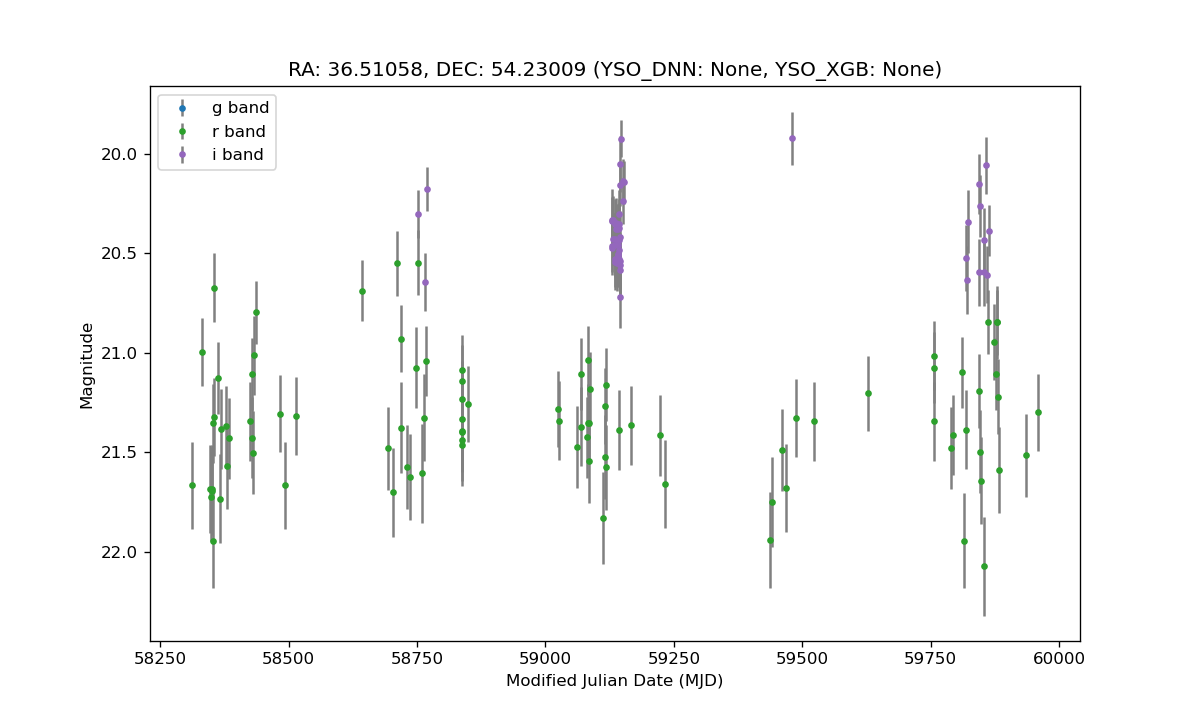 RA: 36.51058, DEC: 54.23009 (YSO_DNN: None, YSO_XGB: None)
g band
r band
i band
20.0
20.5
21.0
21.5
22.0
Magnitude
58250 58500 58750 59000 59250 59500 59750 60000
Modified Julian Date (MJD)